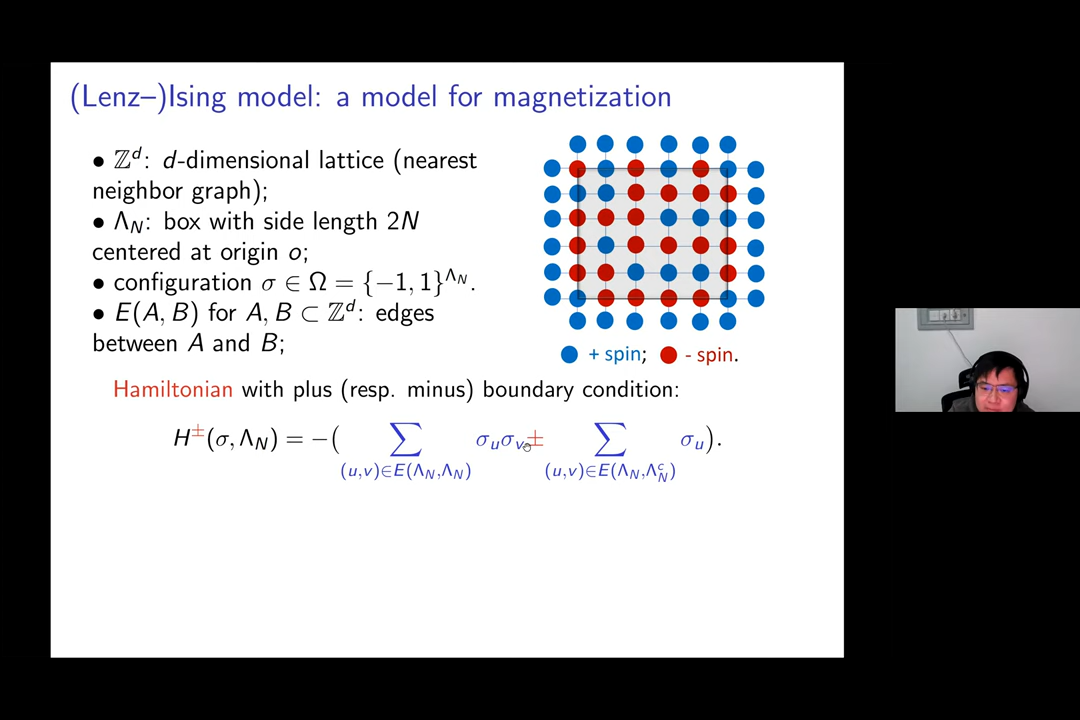 (Lenz–)Ising model: a model for magnetization
• ℤᵈ: d-dimensional lattice (nearest
neighbor graph);
• Λ_N: box with side length 2N
centered at origin o;
• configuration σ ∈ Ω = {−1, 1}^{Λ_N}.
• E(A, B) for A, B ⊂ ℤᵈ: edges
between A and B;
+ spin; - spin.
Hamiltonian with plus (resp. minus) boundary condition:
H^±(σ, Λ_N) = −( ∑_{(u,v)∈E(Λ_N,Λ_N)} σ_uσ_v ± ∑_{(u,v)∈E(Λ_N,Λ_N^c)} σ_u ).